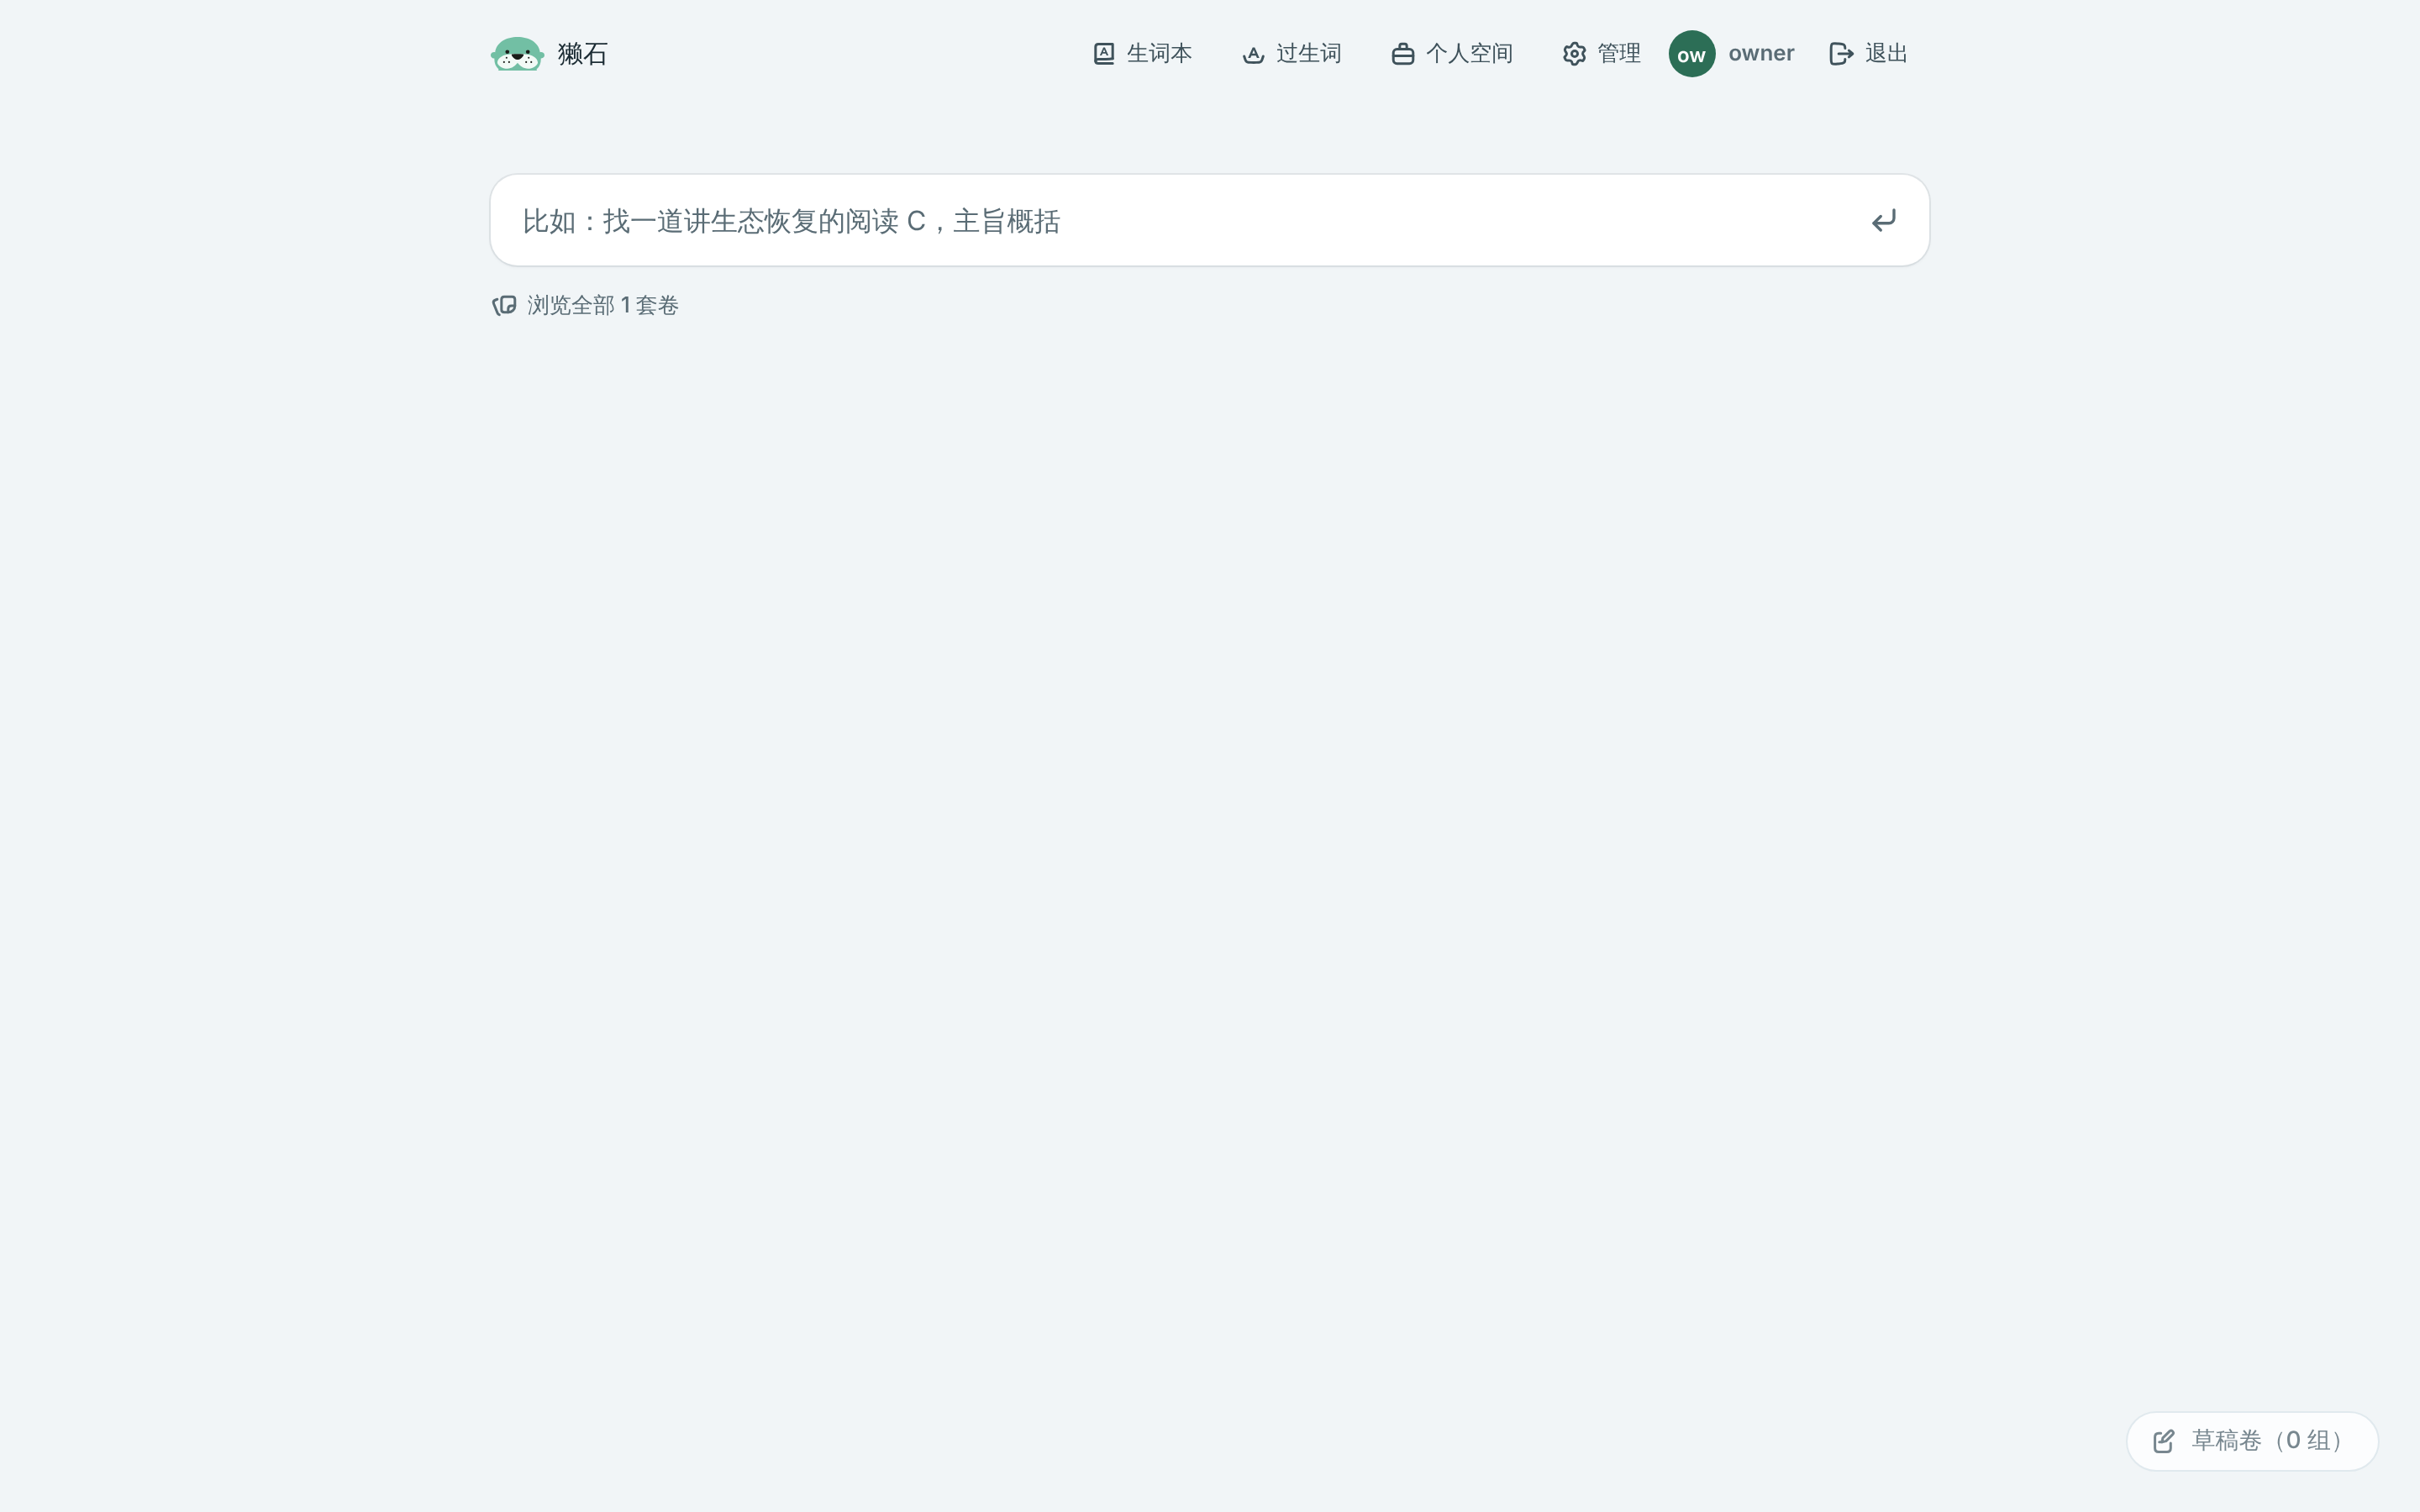 獭石
生词本
过生词
个人空间
管理
ow
owner
退出
比如：找一道讲生态恢复的阅读 C，主旨概括
浏览全部 1 套卷
草稿卷（0 组）